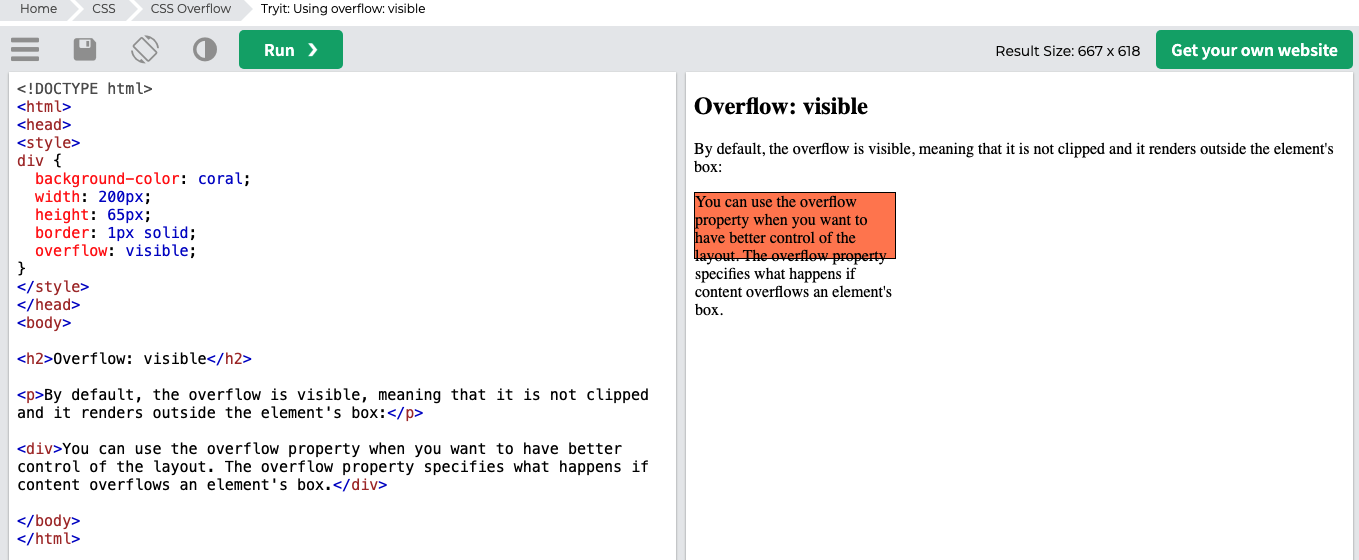 Home CSS CSS Overflow Tryit: Using overflow: visible
Run ❯ Result Size: 667 x 618 Get your own website
<!DOCTYPE html>
<html>
<head>
<style>
div {
  background-color: coral;
  width: 200px;
  height: 65px;
  border: 1px solid;
  overflow: visible;
}
</style>
</head>
<body>
<h2>Overflow: visible</h2>
<p>By default, the overflow is visible, meaning that it is not clipped
and it renders outside the element's box:</p>
<div>You can use the overflow property when you want to have better
control of the layout. The overflow property specifies what happens if
content overflows an element's box.</div>
</body>
</html>
Overflow: visible
By default, the overflow is visible, meaning that it is not clipped and it renders outside the element's
box:
You can use the overflow
property when you want to
have better control of the
layout. The overflow property
specifies what happens if
content overflows an element's
box.